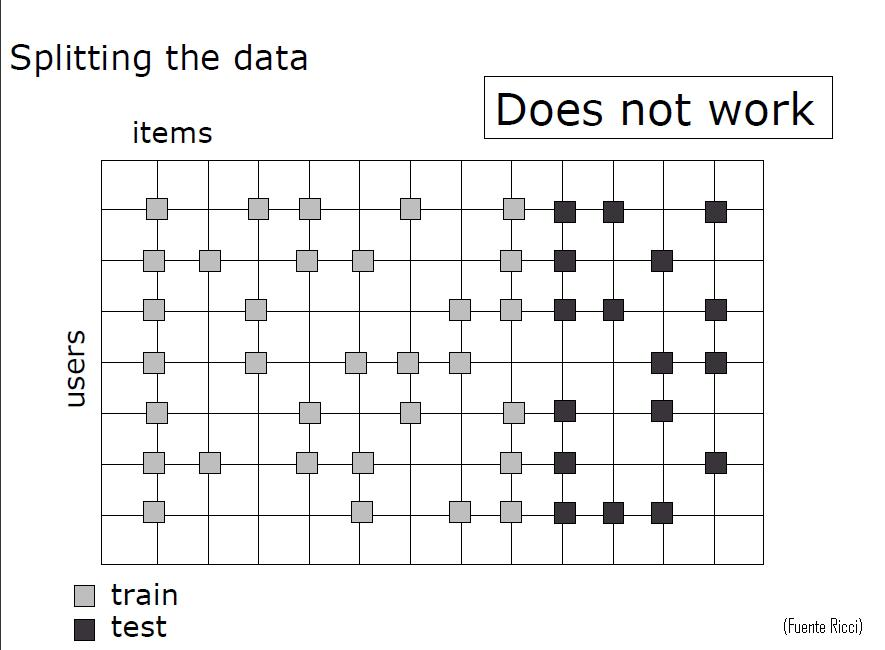 Splitting the data
Does not work
items
users
train
test
(Fuente Ricci)